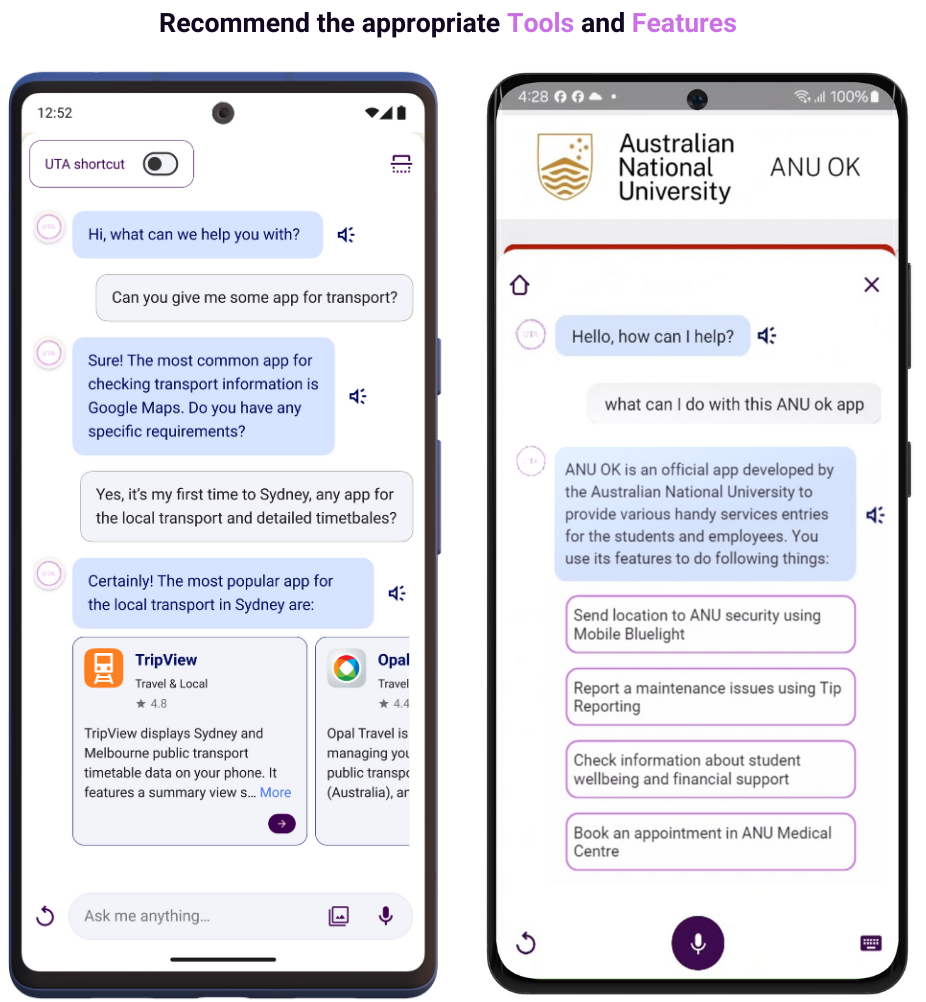 Recommend the appropriate Tools and Features
12:52
UTA shortcut
UTA
Hi, what can we help you with?
Can you give me some app for transport?
UTA
Sure! The most common app for
checking transport information is
Google Maps. Do you have any
specific requirements?
Yes, it's my first time to Sydney, any app for
the local transport and detailed timetbales?
UTA
Certainly! The most popular app for
the local transport in Sydney are:
TripView
Travel & Local
★ 4.8
TripView displays Sydney and
Melbourne public transport
timetable data on your phone. It
features a summary view s... More
Opal
Travel
★ 4.4
Opal Travel is
managing you
public transpo
(Australia), an
Ask me anything...
4:28
100%
Australian
National
University
ANU OK
UTA
Hello, how can I help?
what can I do with this ANU ok app
UTA
ANU OK is an official app developed by
the Australian National University to
provide various handy services entries
for the students and employees. You
use its features to do following things:
Send location to ANU security using
Mobile Bluelight
Report a maintenance issues using Tip
Reporting
Check information about student
wellbeing and financial support
Book an appointment in ANU Medical
Centre